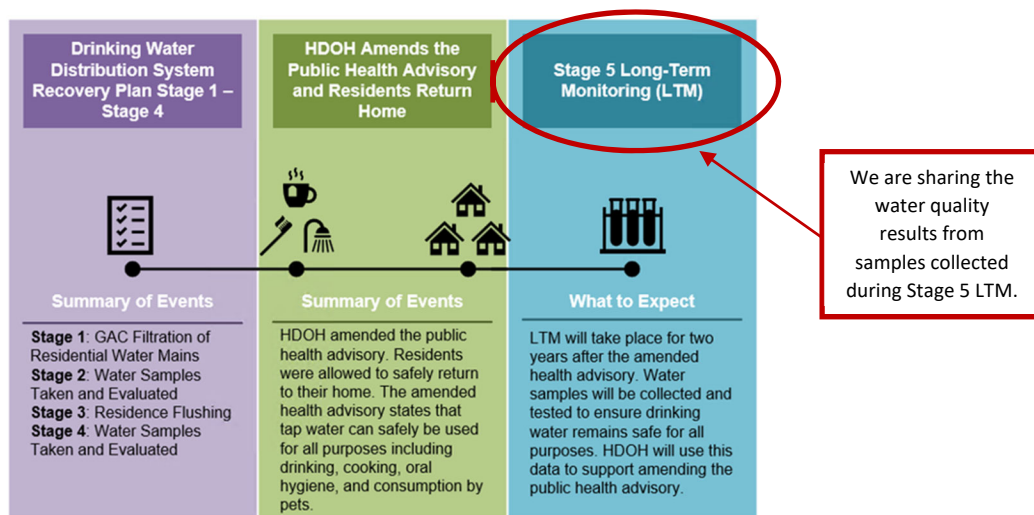 Drinking Water
Distribution System
Recovery Plan Stage 1 –
Stage 4
Summary of Events
Stage 1: GAC Filtration of
Residential Water Mains
Stage 2: Water Samples
Taken and Evaluated
Stage 3: Residence Flushing
Stage 4: Water Samples
Taken and Evaluated
HDOH Amends the
Public Health Advisory
and Residents Return
Home
Summary of Events
HDOH amended the public
health advisory. Residents
were allowed to safely return
to their home. The amended
health advisory states that
tap water can safely be used
for all purposes including
drinking, cooking, oral
hygiene, and consumption by
pets.
Stage 5 Long-Term
Monitoring (LTM)
What to Expect
LTM will take place for two
years after the amended
health advisory. Water
samples will be collected and
tested to ensure drinking
water remains safe for all
purposes. HDOH will use this
data to support amending the
public health advisory.
We are sharing the
water quality
results from
samples collected
during Stage 5 LTM.